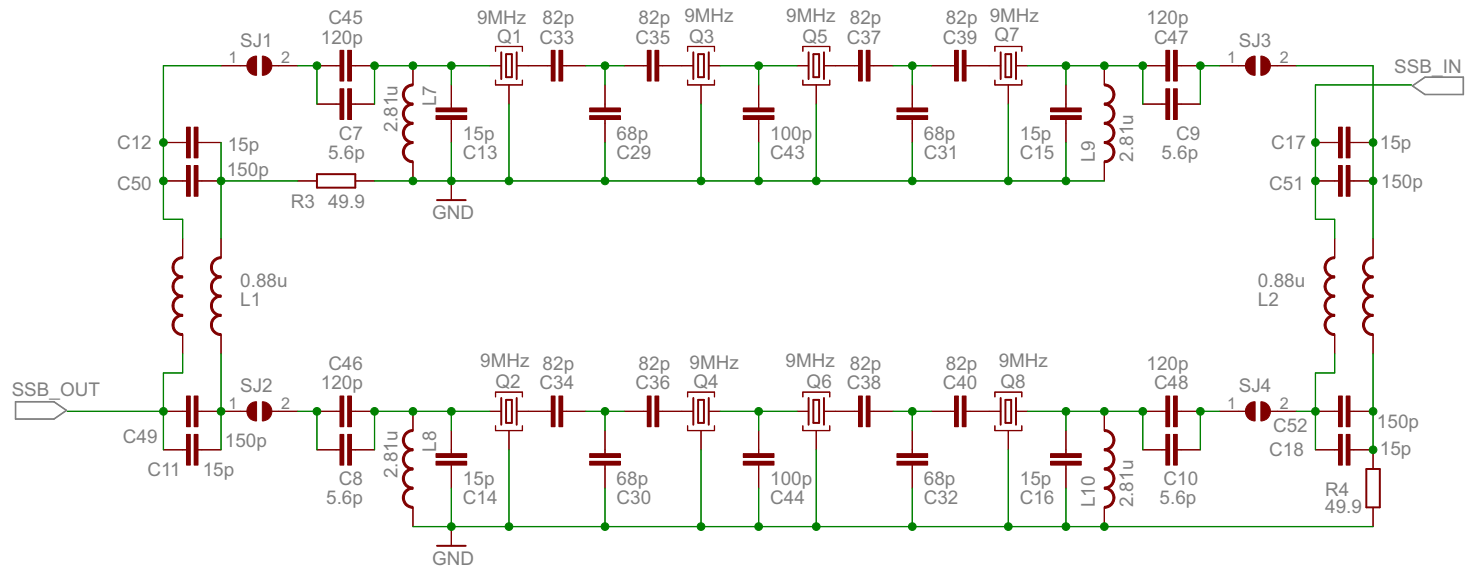 C45
120p
SJ1
1
2
C7
5.6p
L7
2.81u
15p
C13
9MHz
Q1
82p
C33
68p
C29
82p
C35
9MHz
Q3
100p
C43
9MHz
Q5
82p
C37
68p
C31
82p
C39
9MHz
Q7
15p
C15
L9
2.81u
120p
C47
C9
5.6p
SJ3
1
2
SSB_IN
C12
15p
C50
150p
R3
49.9
GND
C17
15p
C51
150p
0.88u
L1
0.88u
L2
SSB_OUT
C49
150p
C11
15p
SJ2
1
2
C46
120p
C8
5.6p
L8
2.81u
15p
C14
GND
9MHz
Q2
82p
C34
68p
C30
82p
C36
9MHz
Q4
100p
C44
9MHz
Q6
82p
C38
68p
C32
82p
C40
9MHz
Q8
15p
C16
L10
2.81u
120p
C48
C10
5.6p
SJ4
1
2
C52
150p
C18
15p
R4
49.9